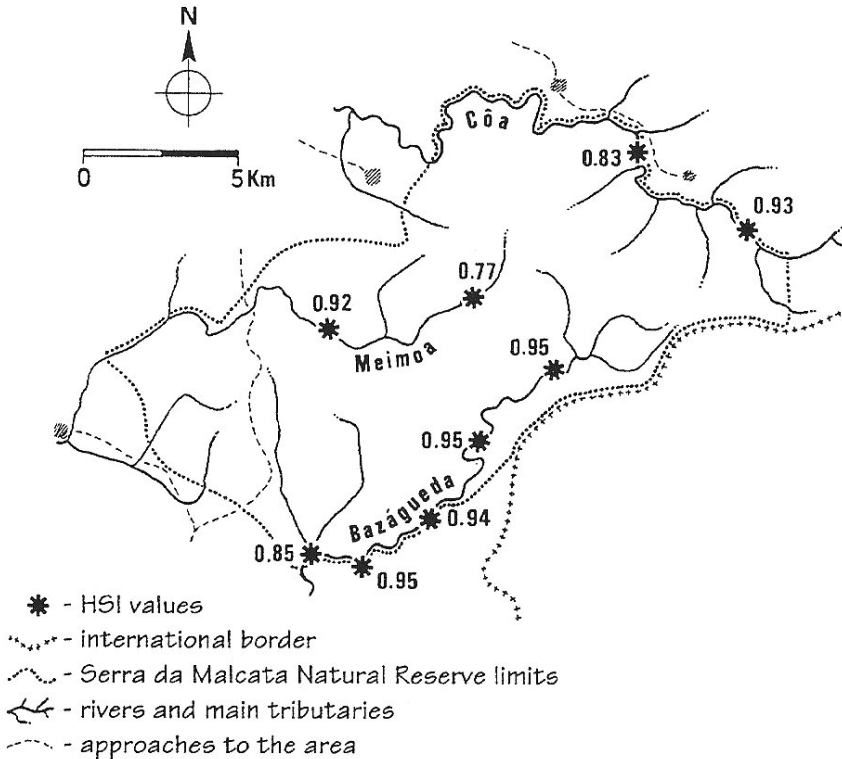 N
0 5 Km
Côa
0.83
0.93
0.77
0.92
Meimoa
0.95
0.95
Bazágueda
0.94
0.85
0.95
- HSI values
- international border
- Serra da Malcata Natural Reserve limits
- rivers and main tributaries
- approaches to the area